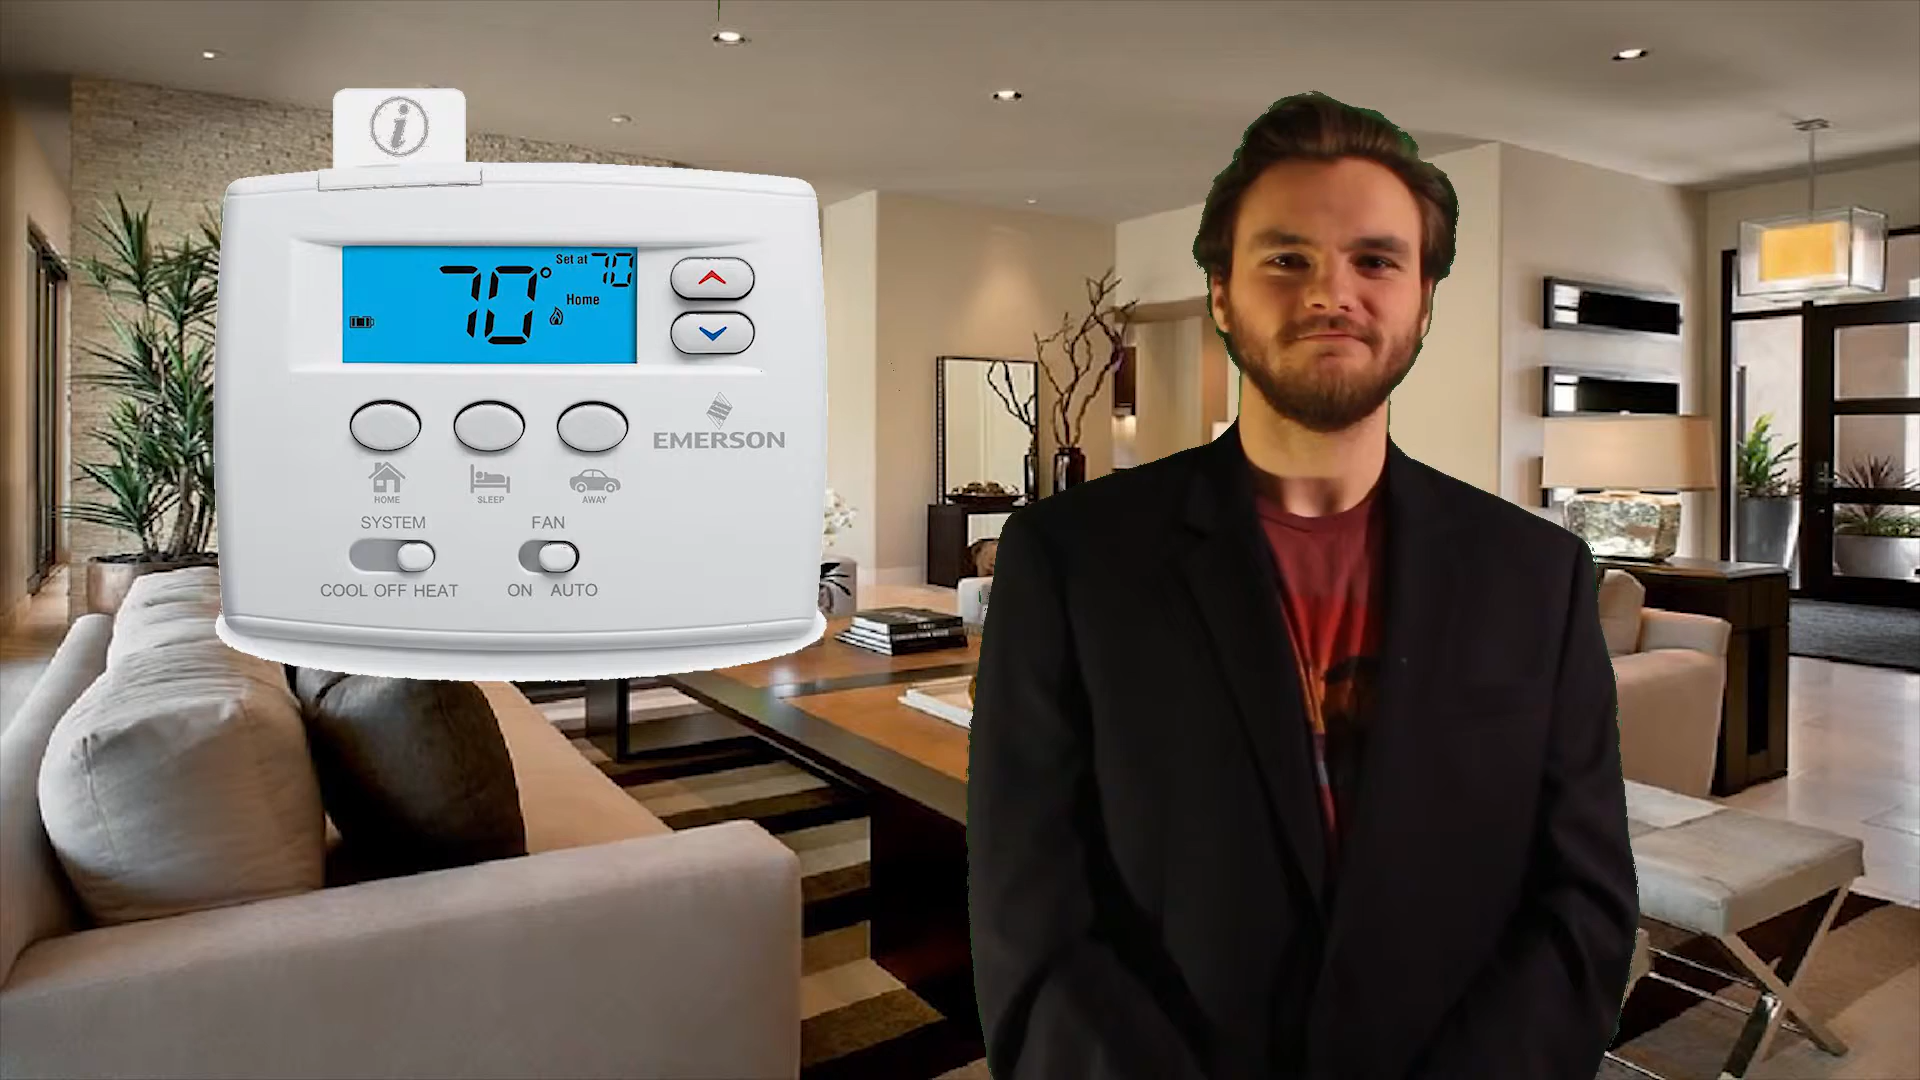 i
Set at 70
70°
Home
EMERSON
HOME SLEEP AWAY
SYSTEM FAN
COOL OFF HEAT ON AUTO